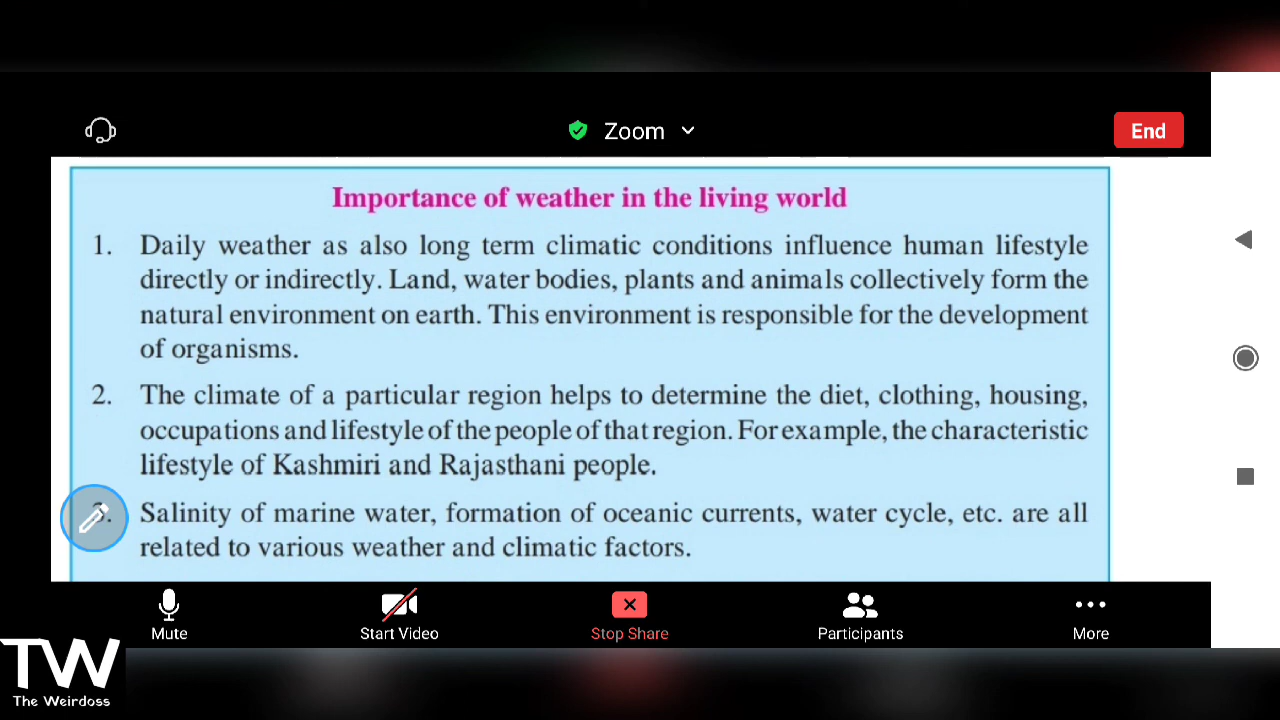 Zoom
End
Importance of weather in the living world
1. Daily weather as also long term climatic conditions influence human lifestyle
directly or indirectly. Land, water bodies, plants and animals collectively form the
natural environment on earth. This environment is responsible for the development
of organisms.
2. The climate of a particular region helps to determine the diet, clothing, housing,
occupations and lifestyle of the people of that region. For example, the characteristic
lifestyle of Kashmiri and Rajasthani people.
3. Salinity of marine water, formation of oceanic currents, water cycle, etc. are all
related to various weather and climatic factors.
Mute
Start Video
Stop Share
Participants
More
TW
The Weirdoss